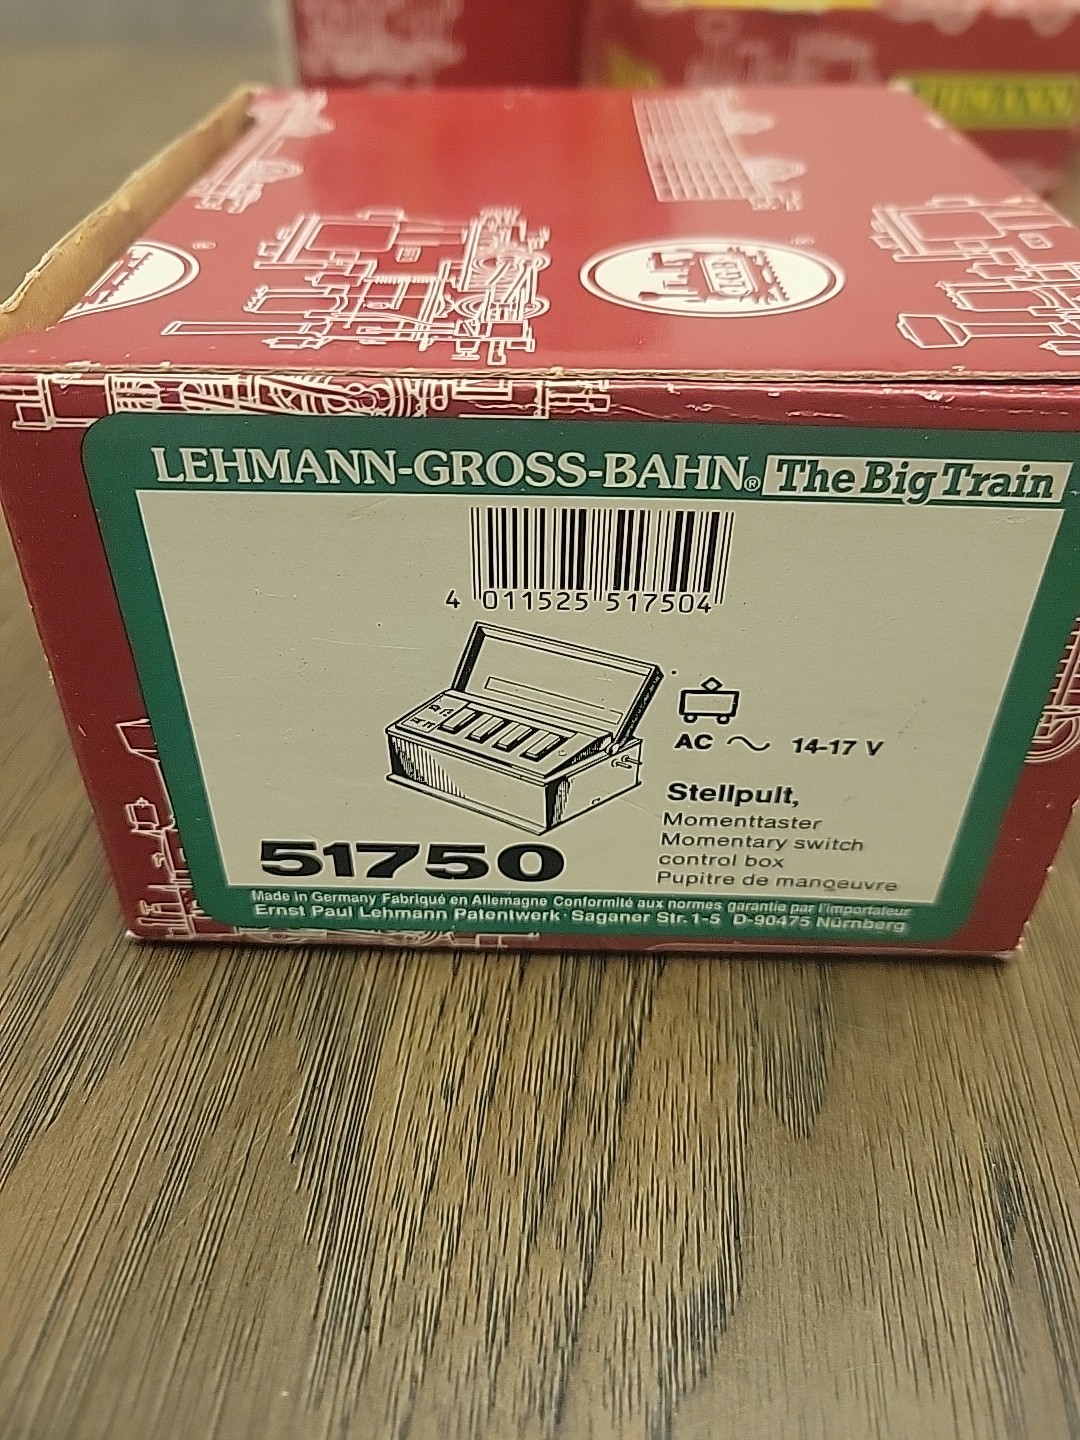 LEHMANN
LGB
®
LEHMANN-GROSS-BAHN® The Big Train
4 011525 517504
AC ~ 14-17 V
Stellpult,
Momenttaster
Momentary switch
control box
Pupitre de manoeuvre
51750
Made in Germany Fabriqué en Allemagne Conformité aux normes garantie par l'importateur
Ernst Paul Lehmann Patentwerk · Saganer Str. 1-5 D-90475 Nürnberg